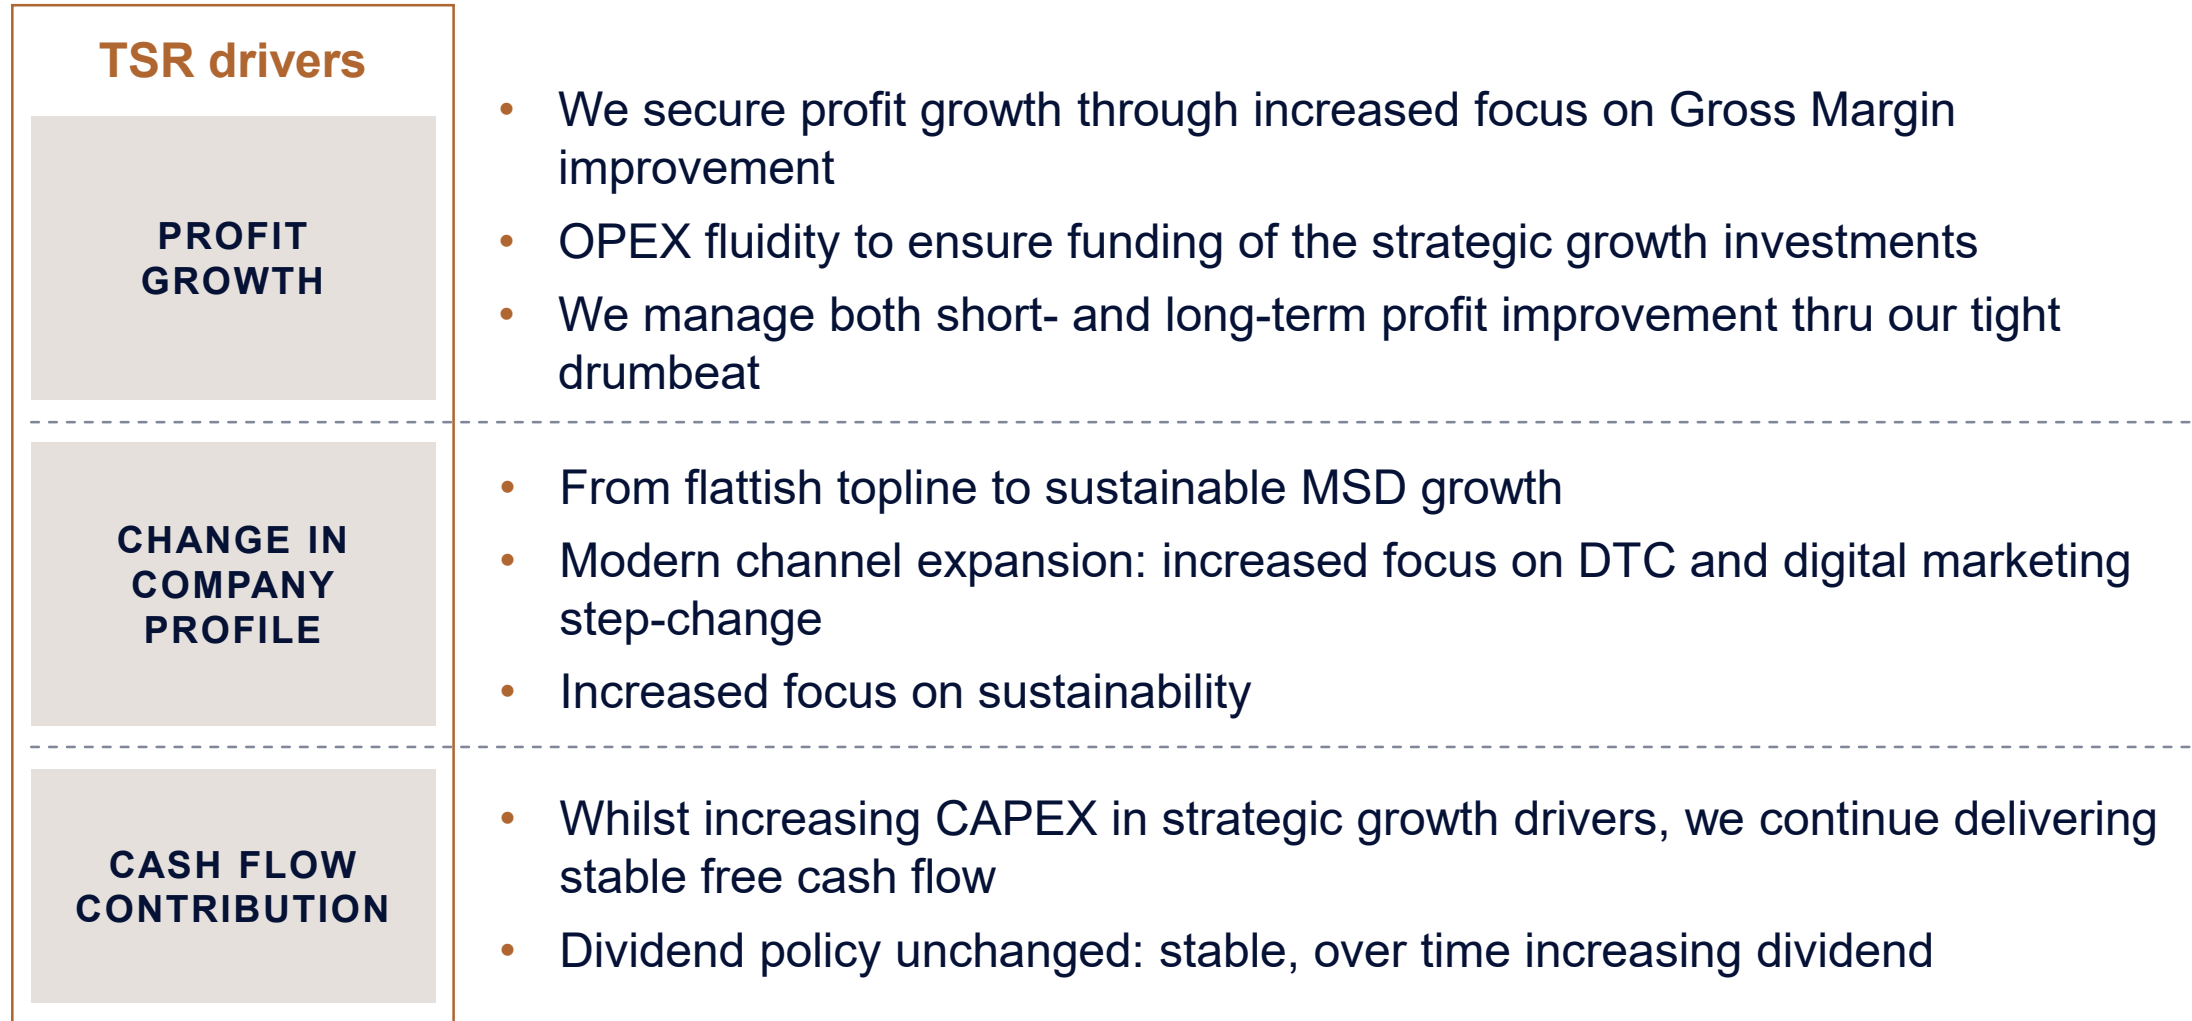 TSR drivers
PROFIT
GROWTH
• We secure profit growth through increased focus on Gross Margin
improvement
• OPEX fluidity to ensure funding of the strategic growth investments
• We manage both short- and long-term profit improvement thru our tight
drumbeat
CHANGE IN
COMPANY
PROFILE
• From flattish topline to sustainable MSD growth
• Modern channel expansion: increased focus on DTC and digital marketing
step-change
• Increased focus on sustainability
CASH FLOW
CONTRIBUTION
• Whilst increasing CAPEX in strategic growth drivers, we continue delivering
stable free cash flow
• Dividend policy unchanged: stable, over time increasing dividend